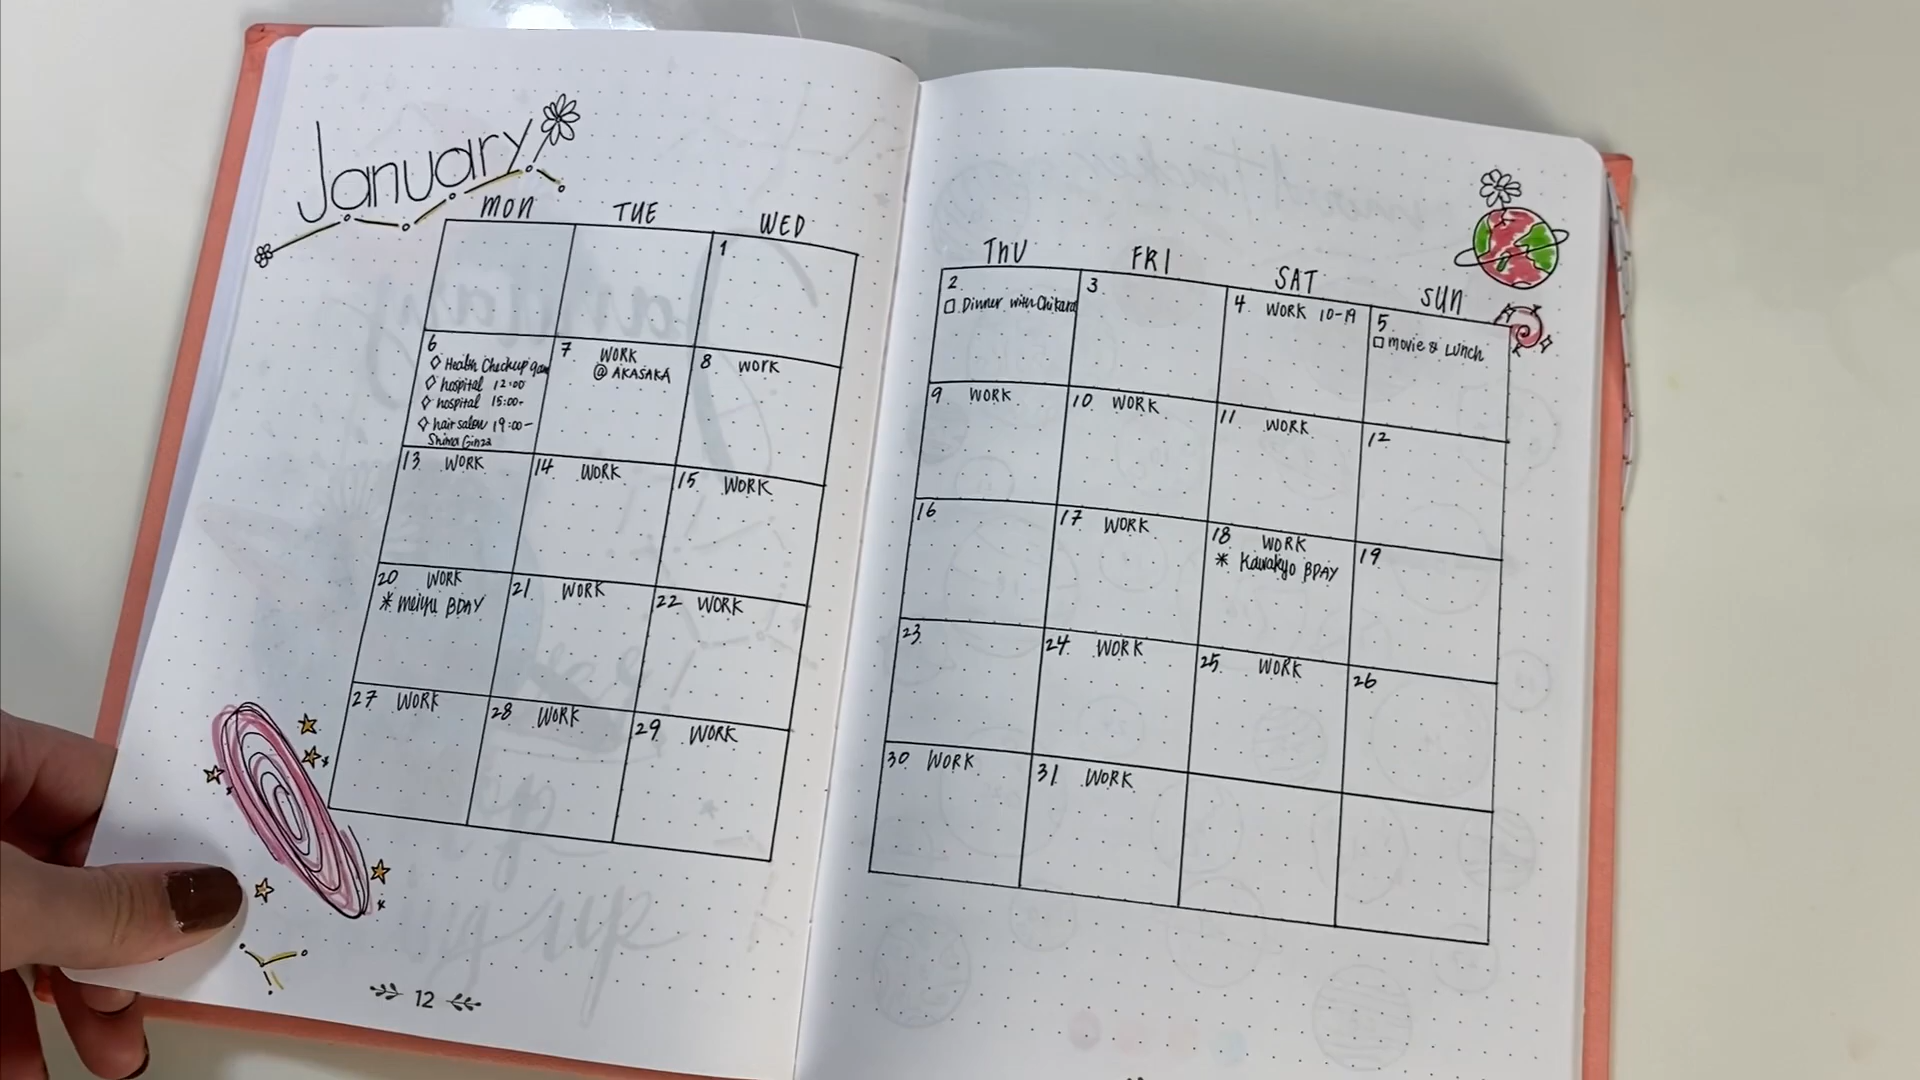 January
MON TUE WED
1
6
Health Checkup 9am
hospital 12:00
hospital 15:00-
hair salon 19:00-
Shima Ginza
7 WORK
@ AKASAKA
8 WORK
13 WORK
14 WORK
15 WORK
20 WORK
* meiyu BDAY
21 WORK
22 WORK
27 WORK
28 WORK
29 WORK
12
THU FRI SAT SUN
2
Dinner with Chikara
3
4 WORK 10-19
5
movie & LUNCH
9 WORK
10 WORK
11 WORK
12
16
17 WORK
18 WORK
* Kawakyo BDAY
19
23
24 WORK
25 WORK
26
30 WORK
31 WORK